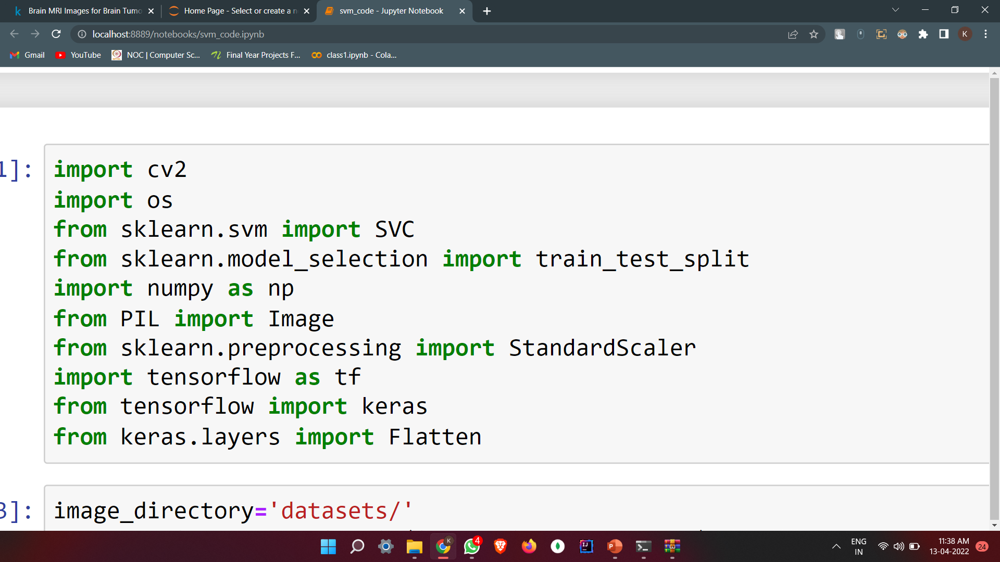 Brain MRI Images for Brain Tumo
Home Page - Select or create a n
svm_code - Jupyter Notebook
localhost:8889/notebooks/svm_code.ipynb
K
Gmail
YouTube
NOC | Computer Sc...
Final Year Projects F...
class1.ipynb - Cola...
1]:
import cv2
import os
from sklearn.svm import SVC
from sklearn.model_selection import train_test_split
import numpy as np
from PIL import Image
from sklearn.preprocessing import StandardScaler
import tensorflow as tf
from tensorflow import keras
from keras.layers import Flatten
3]:
image_directory='datasets/'
K
4
ENG
IN
11:38 AM
13-04-2022
24